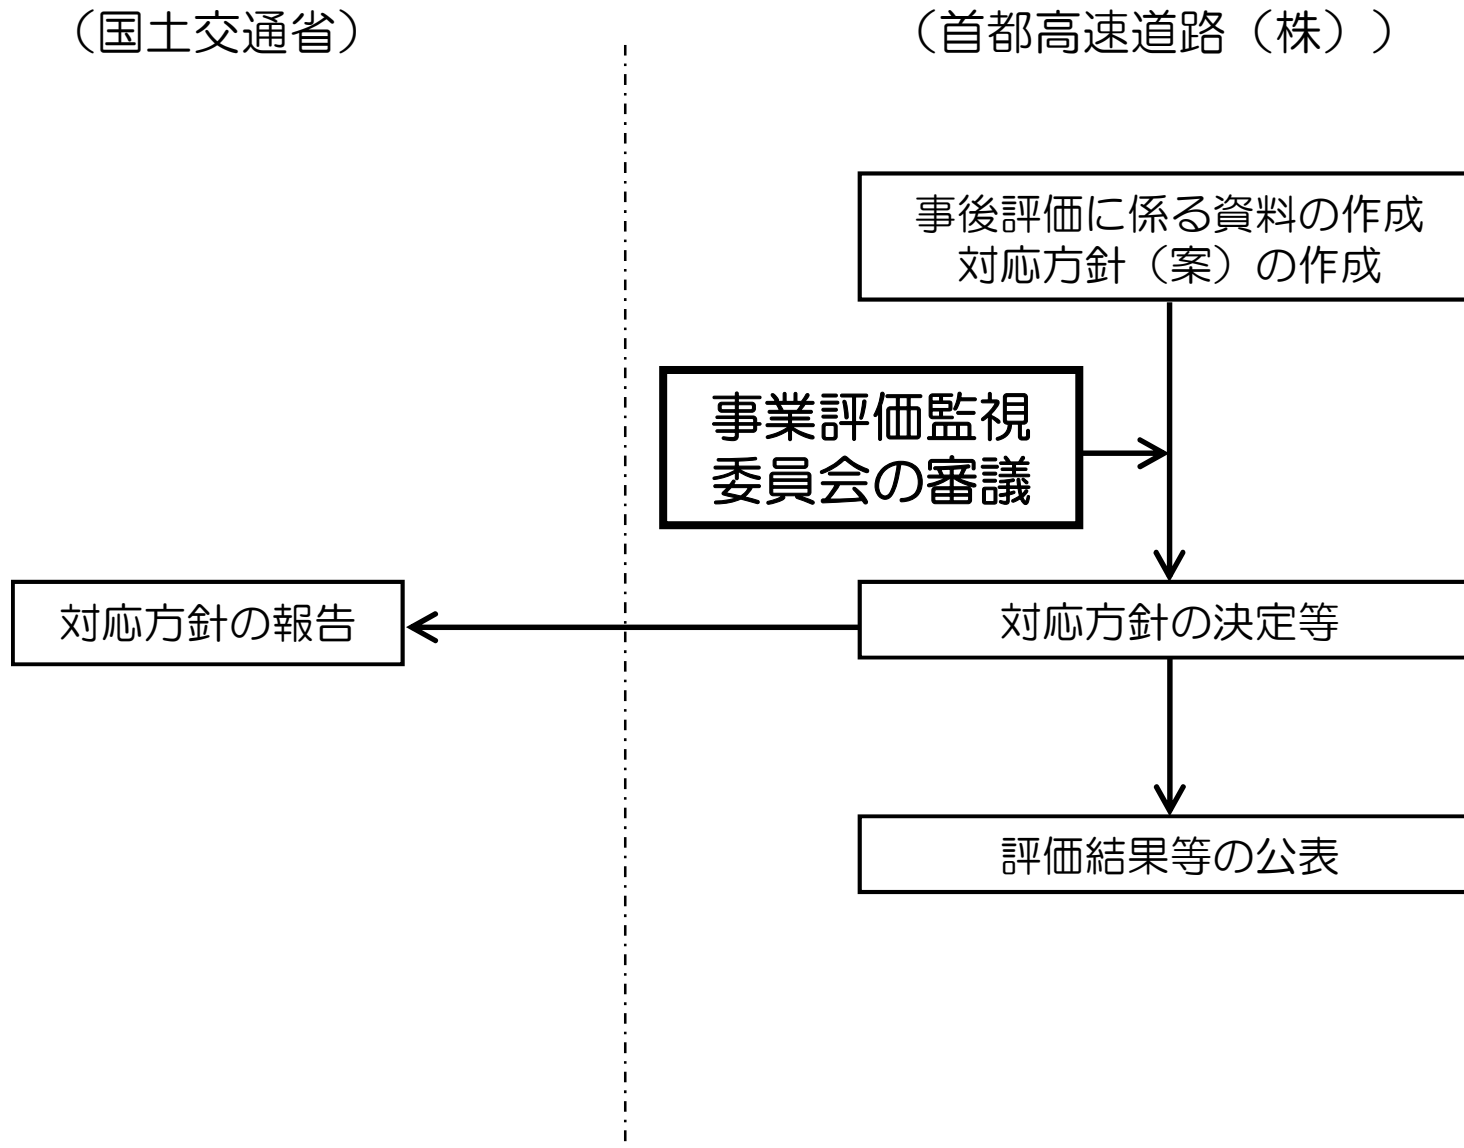 (国土交通省)
(首都高速道路(株))
事後評価に係る資料の作成
対応方針(案)の作成
事業評価監視
委員会の審議
対応方針の報告
対応方針の決定等
評価結果等の公表